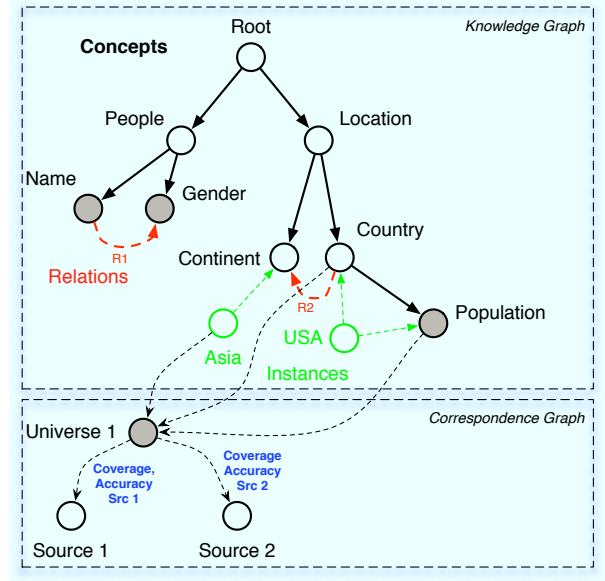 Root
Knowledge Graph
Concepts
People
Location
Name
Gender
Country
R1
Continent
Relations
R2
Population
USA
Asia
Instances
Correspondence Graph
Universe 1
Coverage,
Accuracy
Src 1
Coverage
Accuracy
Src 2
Source 1
Source 2